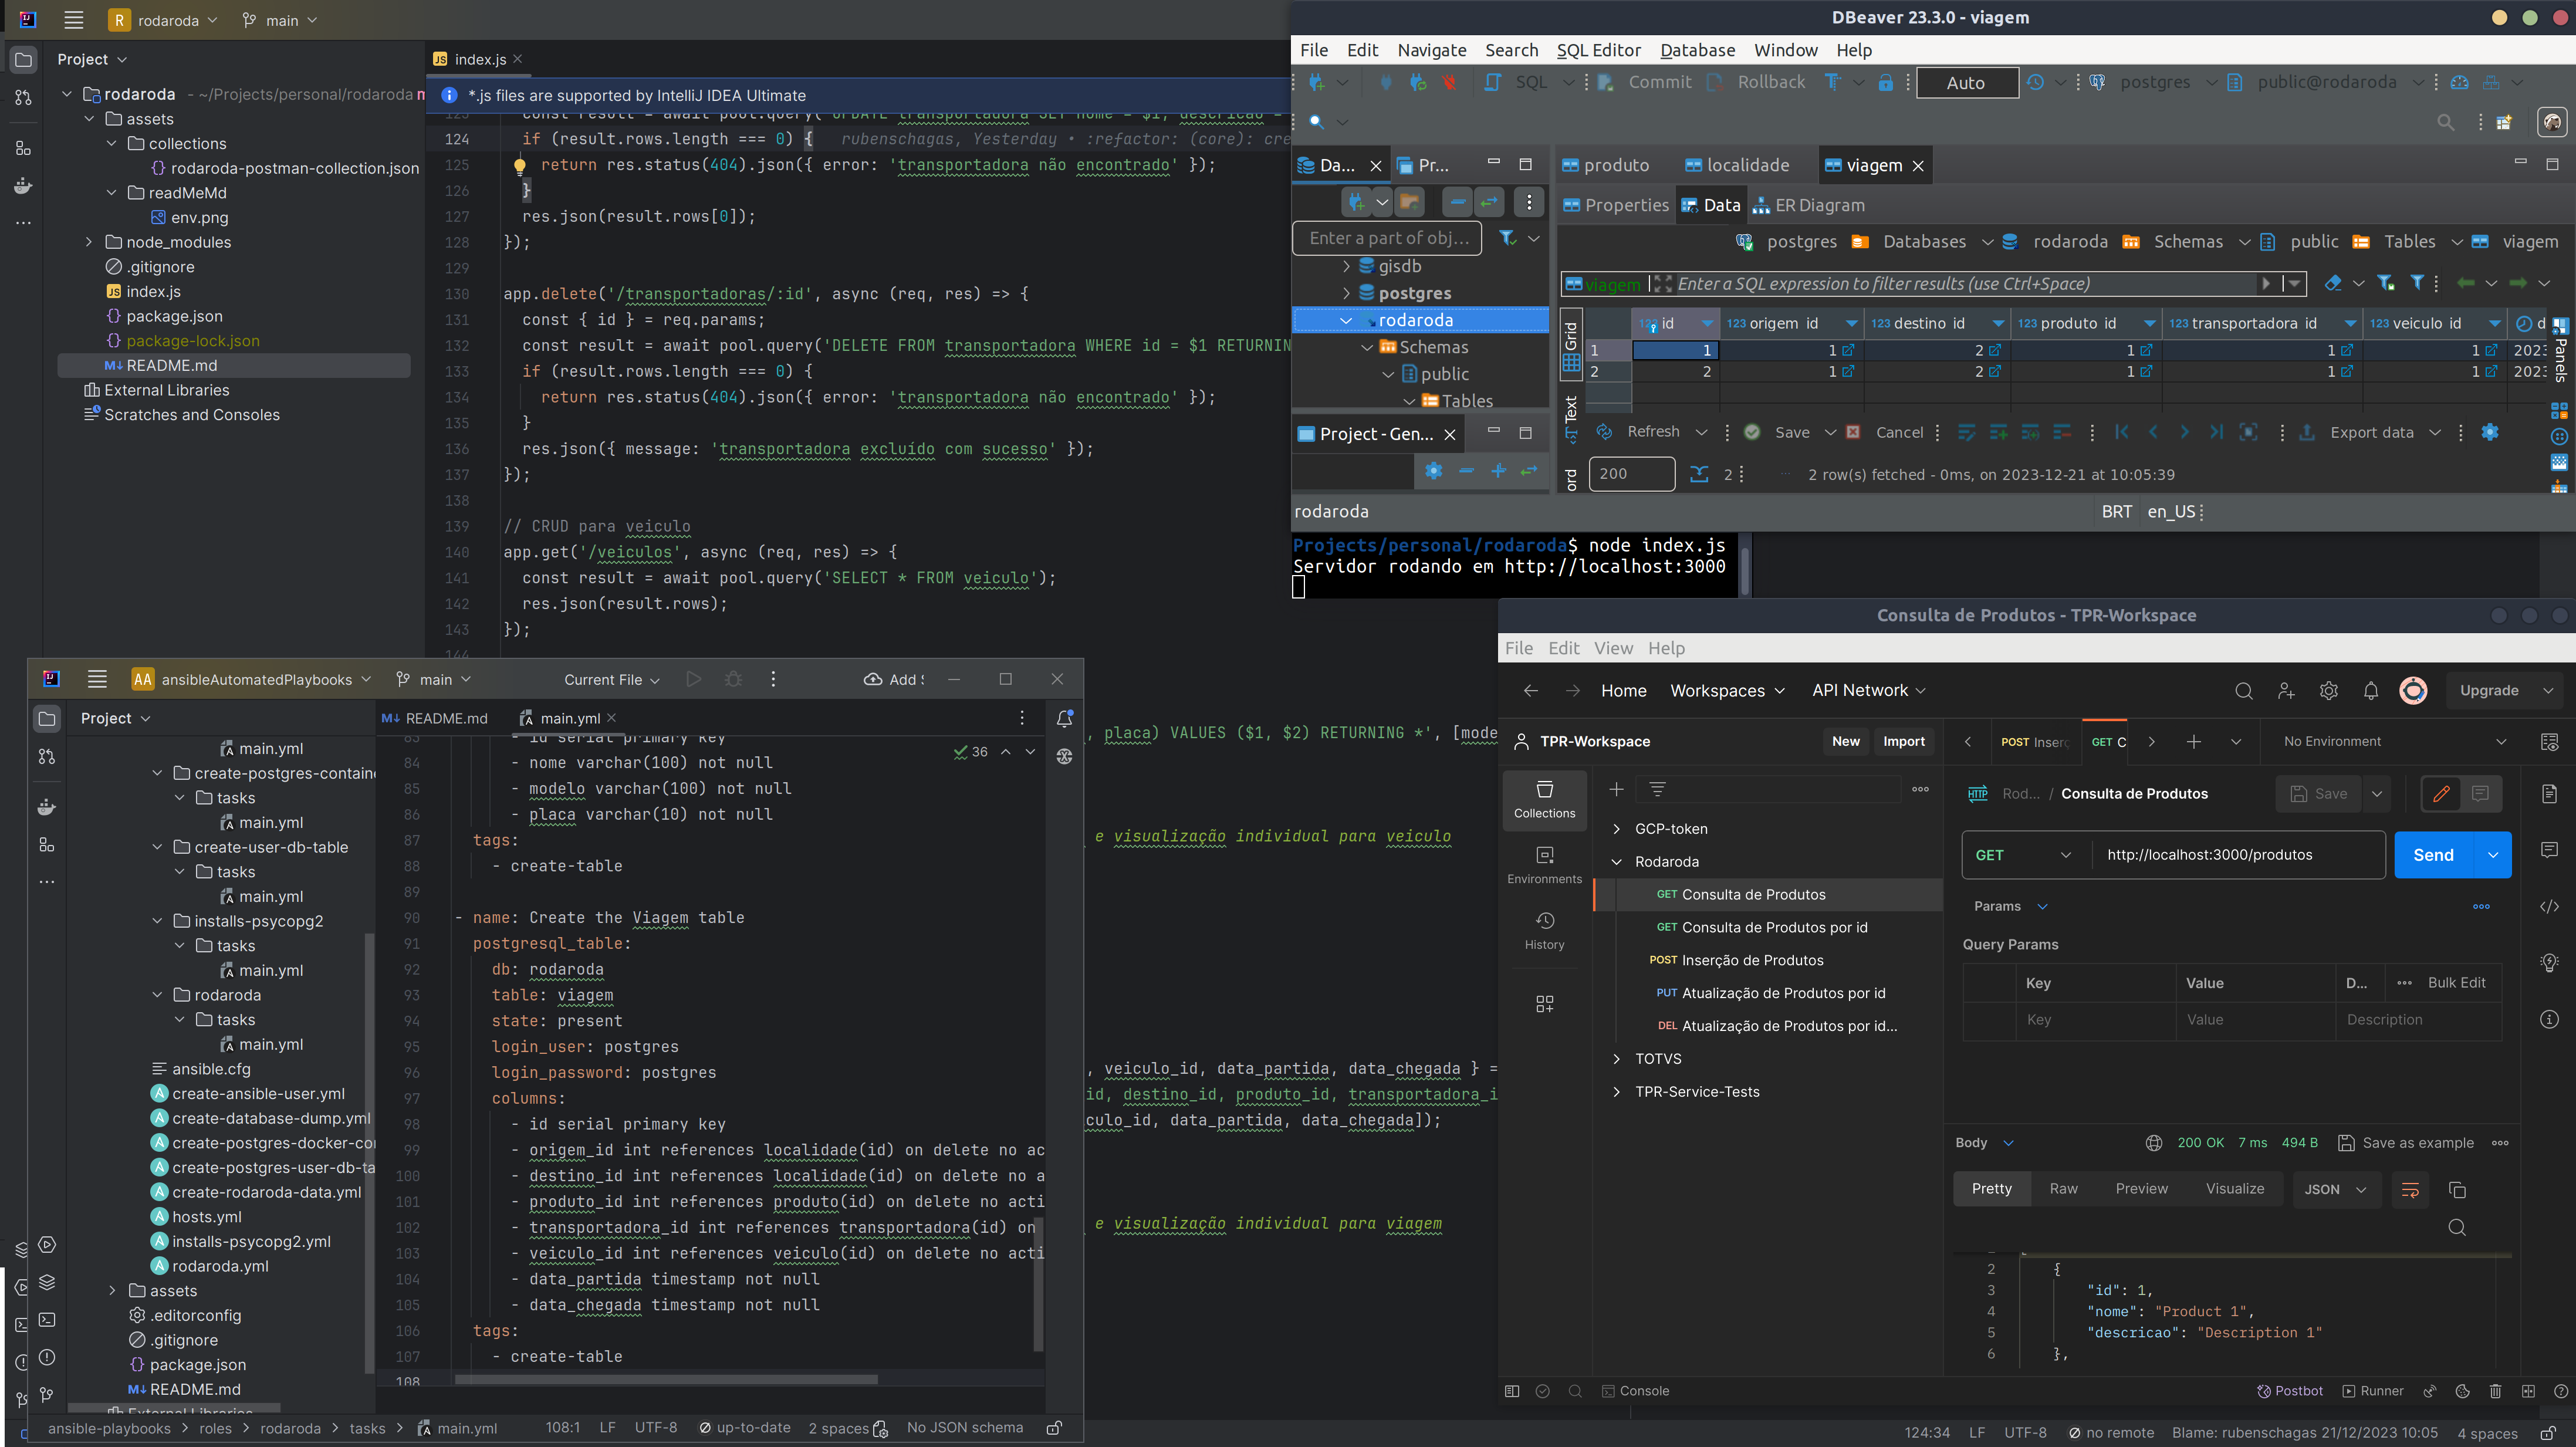 rodaroda
main
Project
rodaroda - ~/Projects/personal/rodaroda m
assets
collections
rodaroda-postman-collection.json
readMeMd
env.png
node_modules
.gitignore
index.js
package.json
package-lock.json
README.md
External Libraries
Scratches and Consoles
index.js
*.js files are supported by IntelliJ IDEA Ultimate
124 if (result.rows.length === 0) { rubenschagas, Yesterday • :refactor: (core): cre
125 return res.status(404).json({ error: 'transportadora não encontrado' });
126 }
127 res.json(result.rows[0]);
128 });
129
130 app.delete('/transportadoras/:id', async (req, res) => {
131 const { id } = req.params;
132 const result = await pool.query('DELETE FROM transportadora WHERE id = $1 RETURNIN
133 if (result.rows.length === 0) {
134 return res.status(404).json({ error: 'transportadora não encontrado' });
135 }
136 res.json({ message: 'transportadora excluído com sucesso' });
137 });
138
139 // CRUD para veiculo
140 app.get('/veiculos', async (req, res) => {
141 const result = await pool.query('SELECT * FROM veiculo');
142 res.json(result.rows);
143 });
144
, placa) VALUES ($1, $2) RETURNING *', [mode
e visualização individual para veiculo
, veiculo_id, data_partida, data_chegada } =
id, destino_id, produto_id, transportadora_i
culo_id, data_partida, data_chegada]);
e visualização individual para viagem
124:34 LF UTF-8 no remote Blame: rubenschagas 21/12/2023 10:05 4 spaces
DBeaver 23.3.0 - viagem
File Edit Navigate Search SQL Editor Database Window Help
SQL Commit Rollback Auto postgres public@rodaroda
Da... Pr...
Enter a part of obj...
gisdb
postgres
rodaroda
Schemas
public
Tables
Project - Gen...
produto localidade viagem
Properties Data ER Diagram
postgres Databases rodaroda Schemas public Tables viagem
viagem Enter a SQL expression to filter results (use Ctrl+Space)
Grid
Text
ord
Panels
123 id 123 origem_id 123 destino_id 123 produto_id 123 transportadora_id 123 veiculo_id d
1 1 1 2 1 1 1 2023
2 2 1 2 1 1 1 2023
Refresh Save Cancel Export data
200 2 2 row(s) fetched - 0ms, on 2023-12-21 at 10:05:39
rodaroda BRT en_US
Projects/personal/rodaroda$ node index.js
Servidor rodando em http://localhost:3000
AA ansibleAutomatedPlaybooks main Current File Add
Project
main.yml
create-postgres-containe
tasks
main.yml
create-user-db-table
tasks
main.yml
installs-psycopg2
tasks
main.yml
rodaroda
tasks
main.yml
ansible.cfg
create-ansible-user.yml
create-database-dump.yml
create-postgres-docker-co
create-postgres-user-db-ta
create-rodaroda-data.yml
hosts.yml
installs-psycopg2.yml
rodaroda.yml
assets
.editorconfig
.gitignore
package.json
README.md
External Libraries
README.md main.yml
36
83 - id serial primary key
84 - nome varchar(100) not null
85 - modelo varchar(100) not null
86 - placa varchar(10) not null
87 tags:
88 - create-table
89
90 - name: Create the Viagem table
91 postgresql_table:
92 db: rodaroda
93 table: viagem
94 state: present
95 login_user: postgres
96 login_password: postgres
97 columns:
98 - id serial primary key
99 - origem_id int references localidade(id) on delete no ac
100 - destino_id int references localidade(id) on delete no a
101 - produto_id int references produto(id) on delete no acti
102 - transportadora_id int references transportadora(id) on
103 - veiculo_id int references veiculo(id) on delete no acti
104 - data_partida timestamp not null
105 - data_chegada timestamp not null
106 tags:
107 - create-table
108
ansible-playbooks > roles > rodaroda > tasks > main.yml 108:1 LF UTF-8 up-to-date 2 spaces No JSON schema
Consulta de Produtos - TPR-Workspace
File Edit View Help
Home Workspaces API Network Upgrade
TPR-Workspace New Import
POST Inserç GET C No Environment
Collections
Environments
History
GCP-token
Rodaroda
GET Consulta de Produtos
GET Consulta de Produtos por id
POST Inserção de Produtos
PUT Atualização de Produtos por id
DEL Atualização de Produtos por id...
TOTVS
TPR-Service-Tests
HTTP Rod... / Consulta de Produtos Save
GET http://localhost:3000/produtos Send
Params
Query Params
Key Value D... Bulk Edit
Key Value Description
Body 200 OK 7 ms 494 B Save as example
Pretty Raw Preview Visualize JSON
2 {
3 "id": 1,
4 "nome": "Product 1",
5 "descricao": "Description 1"
6 },
Console Postbot Runner